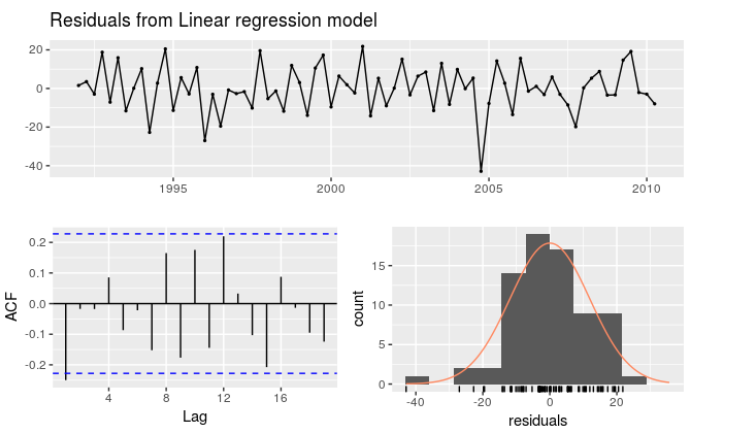 Residuals from Linear regression model
20
0
-20
-40
1995 2000 2005 2010
ACF
0.2
0.1
0.0
-0.1
-0.2
4 8 12 16
Lag
count
15
10
5
0
-40 -20 0 20
residuals